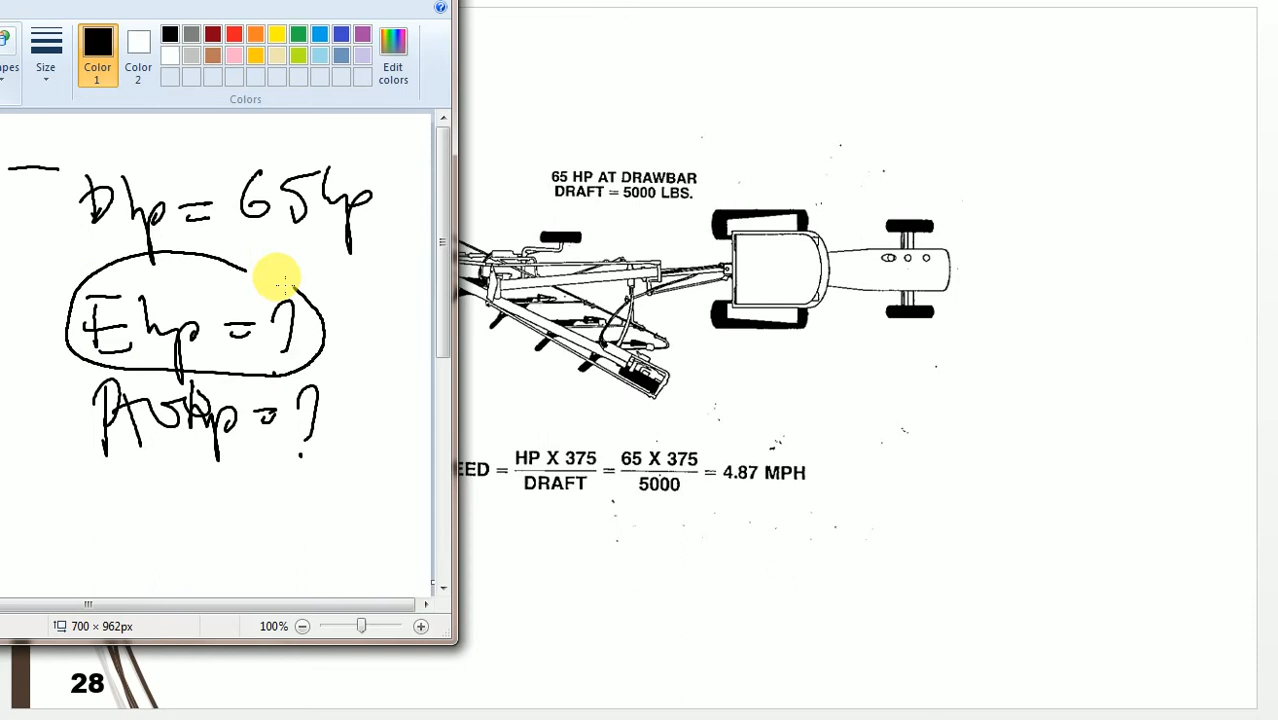 apes
Size
Color
1
Color
2
Edit
colors
Colors
Dhp = 65hp
Ehp = ?
Ptohp = ?
65 HP AT DRAWBAR
DRAFT = 5000 LBS.
EED = HP X 375 / DRAFT = 65 X 375 / 5000 = 4.87 MPH
700 × 962px
100%
28